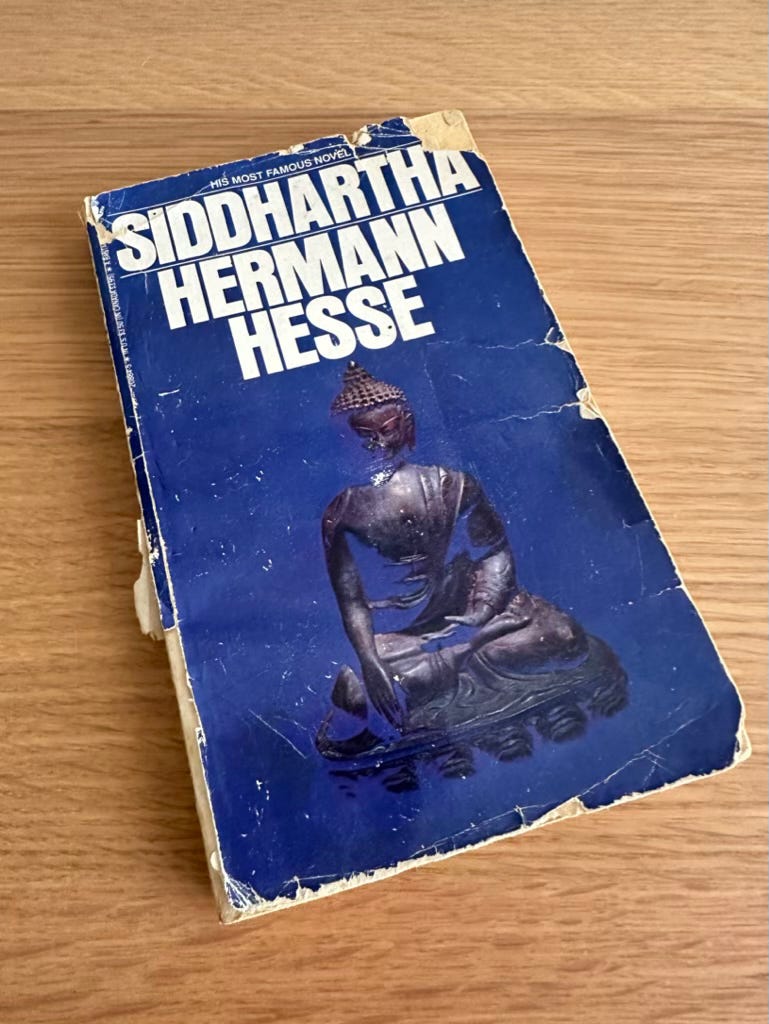 HIS MOST FAMOUS NOVEL
SIDDHARTHA
HERMANN
HESSE